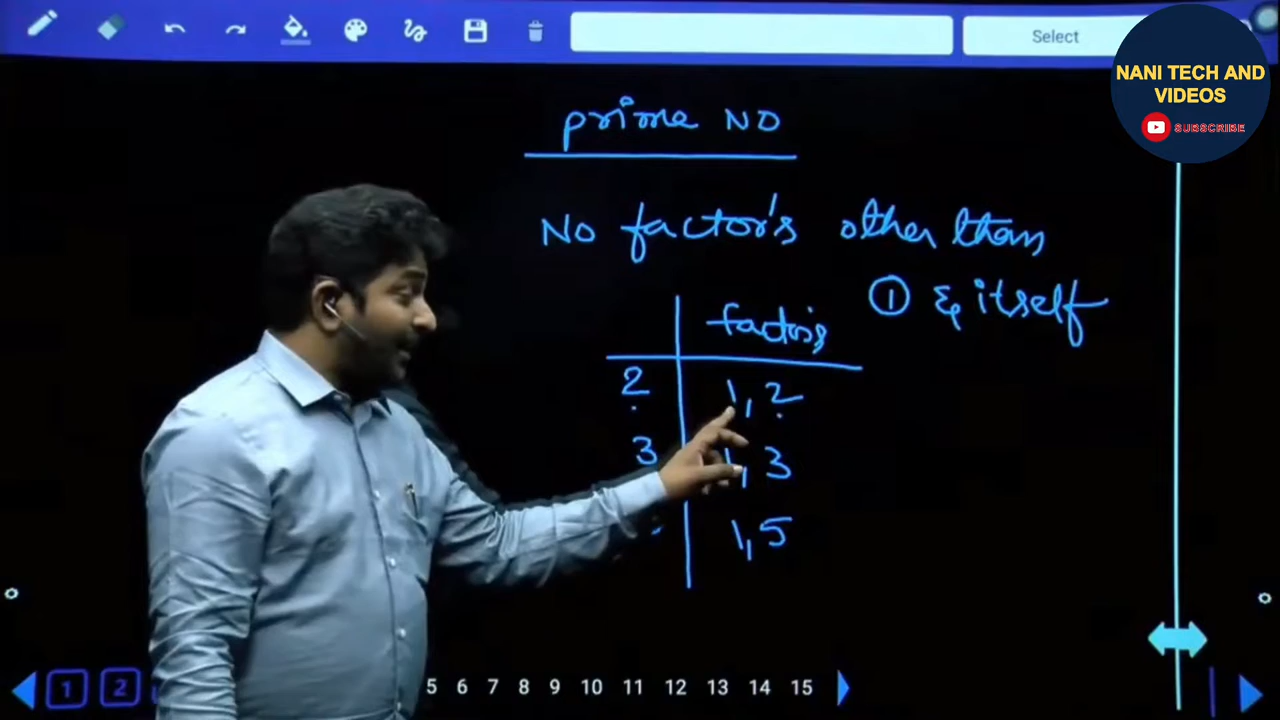 Select
NANI TECH AND
VIDEOS
SUBSCRIBE
prime NO
No factor's other than
① & itself
factor's
2 1, 2
3 1, 3
1, 5
1 2 5 6 7 8 9 10 11 12 13 14 15